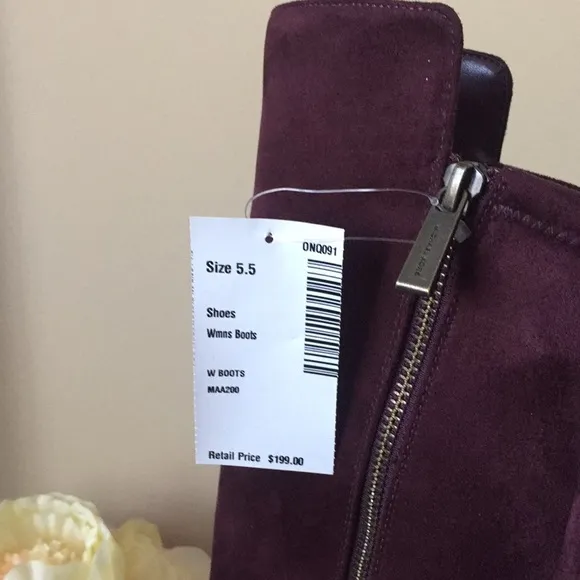 ONQ091
Size 5.5
Shoes
Wmns Boots
W BOOTS
MAA200
Retail Price $199.00